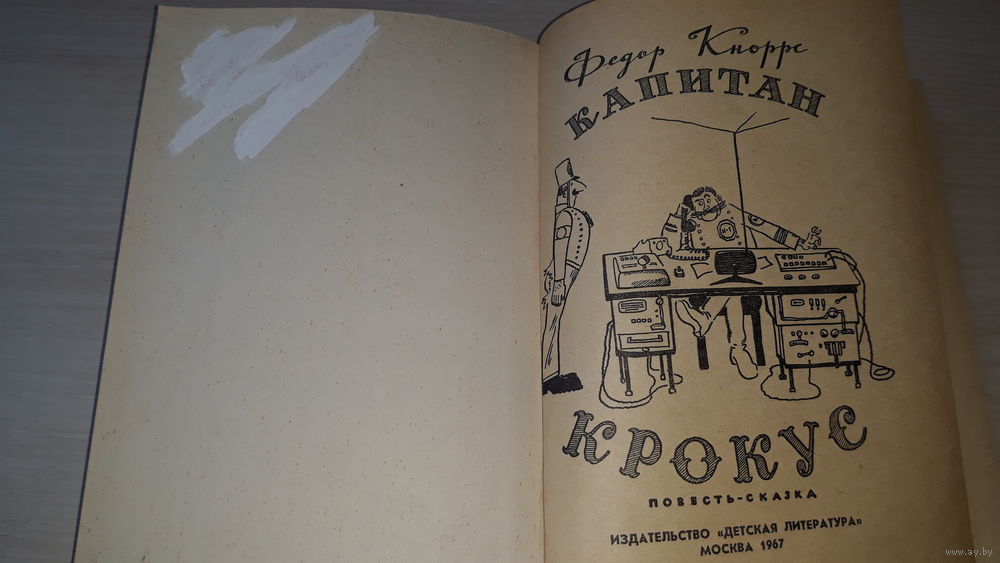 Федор Кнорре
КАПИТАН
КРОКУС
ПОВЕСТЬ-СКАЗКА
ИЗДАТЕЛЬСТВО «ДЕТСКАЯ ЛИТЕРАТУРА»
МОСКВА 1967
www.ay.by